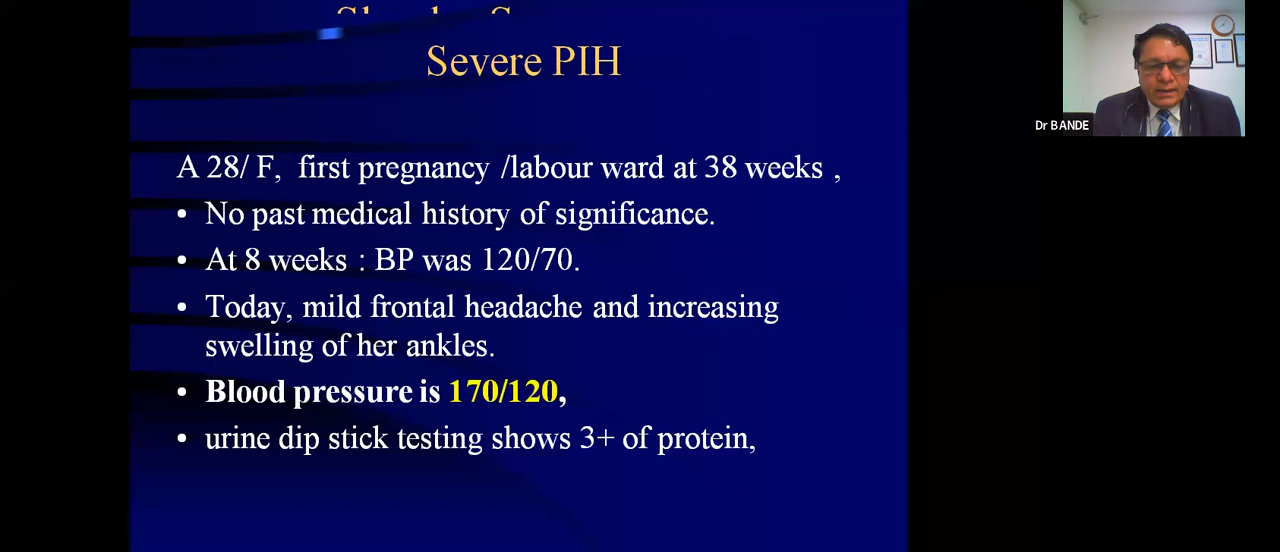 Severe PIH
A 28/ F, first pregnancy /labour ward at 38 weeks ,
• No past medical history of significance.
• At 8 weeks : BP was 120/70.
• Today, mild frontal headache and increasing
swelling of her ankles.
• Blood pressure is 170/120,
• urine dip stick testing shows 3+ of protein,
Dr BANDE